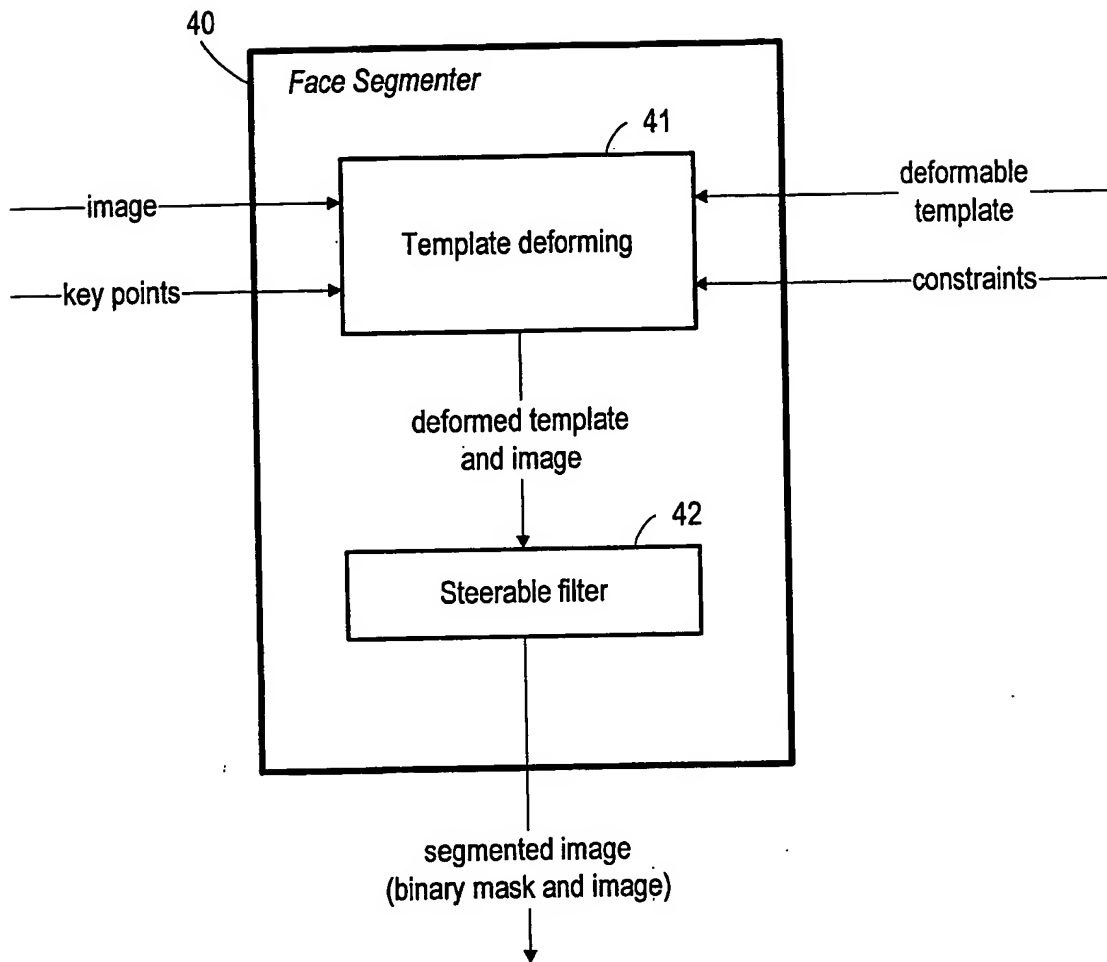 40
Face Segmenter
41
image
Template deforming
deformable
template
key points
constraints
deformed template
and image
42
Steerable filter
segmented image
(binary mask and image)